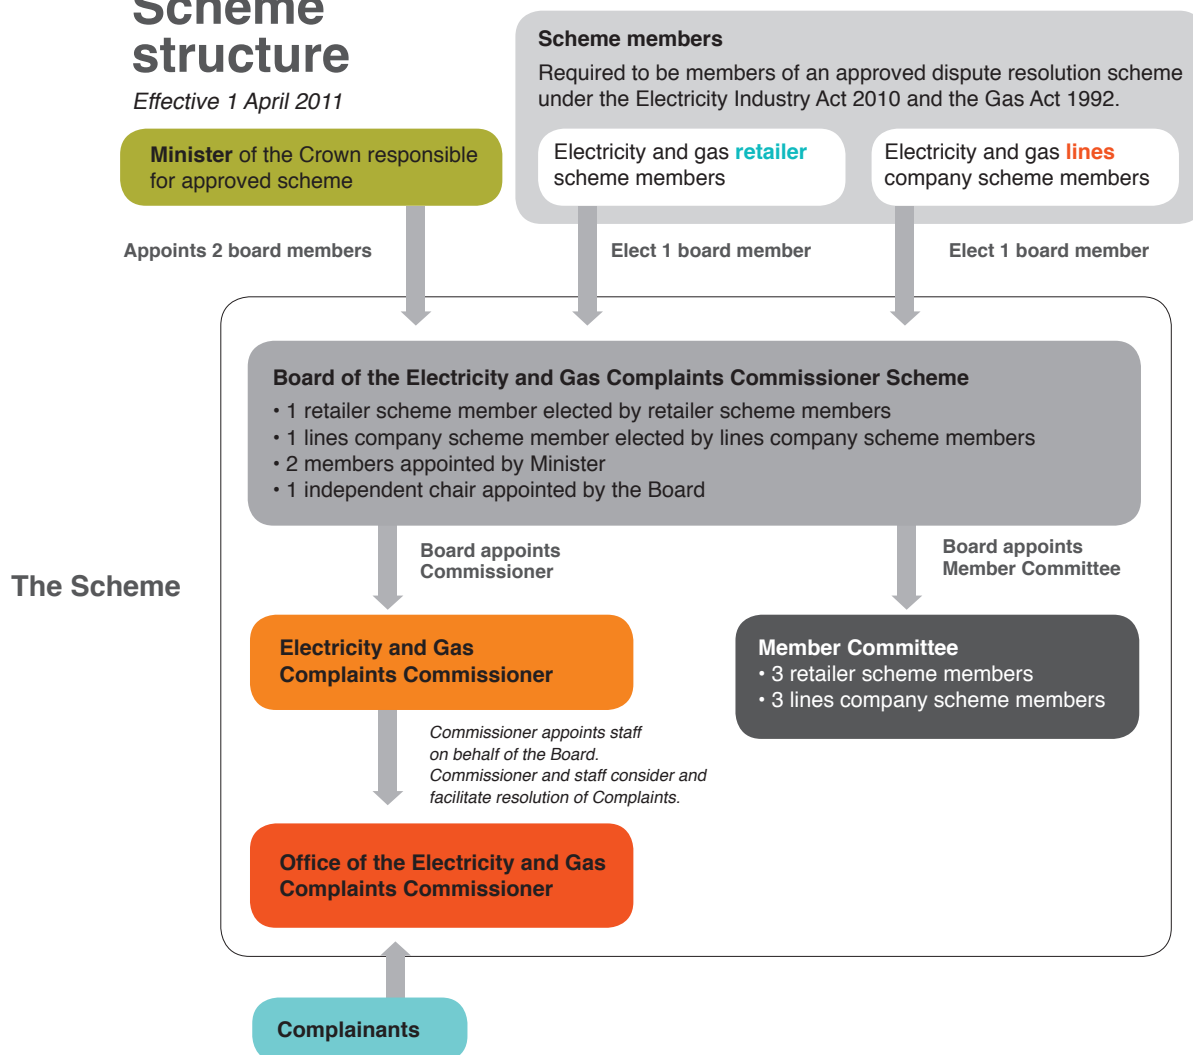 Scheme
structure
Effective 1 April 2011
Scheme members
Required to be members of an approved dispute resolution scheme
under the Electricity Industry Act 2010 and the Gas Act 1992.
Minister of the Crown responsible
for approved scheme
Electricity and gas retailer
scheme members
Electricity and gas lines
company scheme members
Appoints 2 board members
Elect 1 board member
Elect 1 board member
Board of the Electricity and Gas Complaints Commissioner Scheme
• 1 retailer scheme member elected by retailer scheme members
• 1 lines company scheme member elected by lines company scheme members
• 2 members appointed by Minister
• 1 independent chair appointed by the Board
Board appoints
Commissioner
Board appoints
Member Committee
The Scheme
Electricity and Gas
Complaints Commissioner
Member Committee
• 3 retailer scheme members
• 3 lines company scheme members
Commissioner appoints staff
on behalf of the Board.
Commissioner and staff consider and
facilitate resolution of Complaints.
Office of the Electricity and Gas
Complaints Commissioner
Complainants